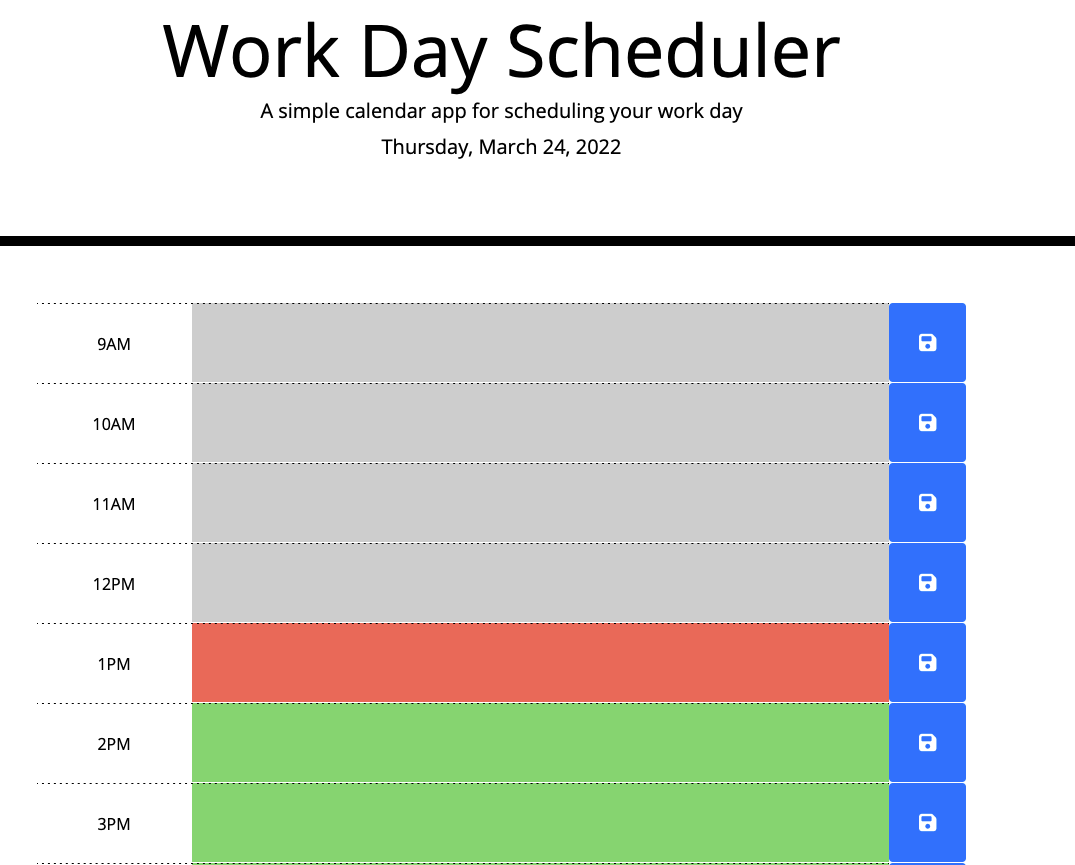 Work Day Scheduler
A simple calendar app for scheduling your work day
Thursday, March 24, 2022
9AM
10AM
11AM
12PM
1PM
2PM
3PM